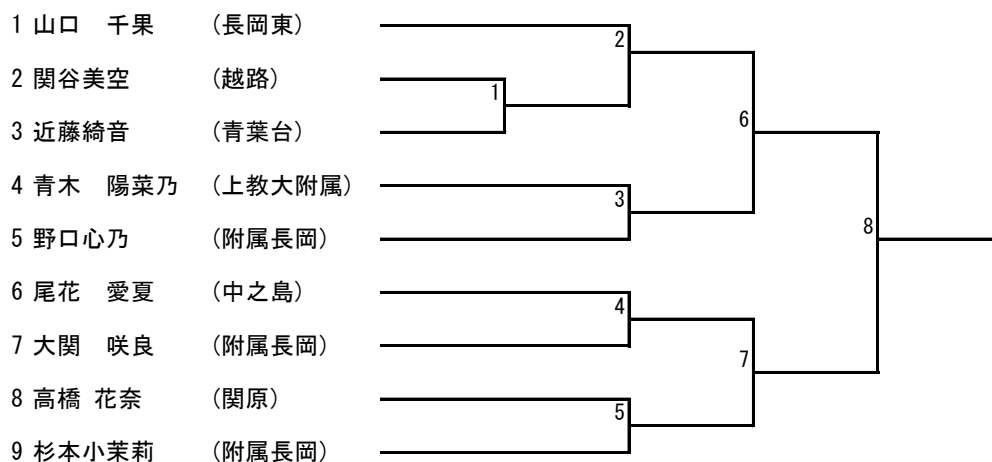 1 山口　千果　（長岡東）
2
2 関谷美空　（越路）
1
3 近藤綺音　（青葉台）
6
4 青木　陽菜乃　（上教大附属）
3
5 野口心乃　（附属長岡）
8
6 尾花　愛夏　（中之島）
4
7 大関　咲良　（附属長岡）
7
8 高橋 花奈　（関原）
5
9 杉本小茉莉　（附属長岡）